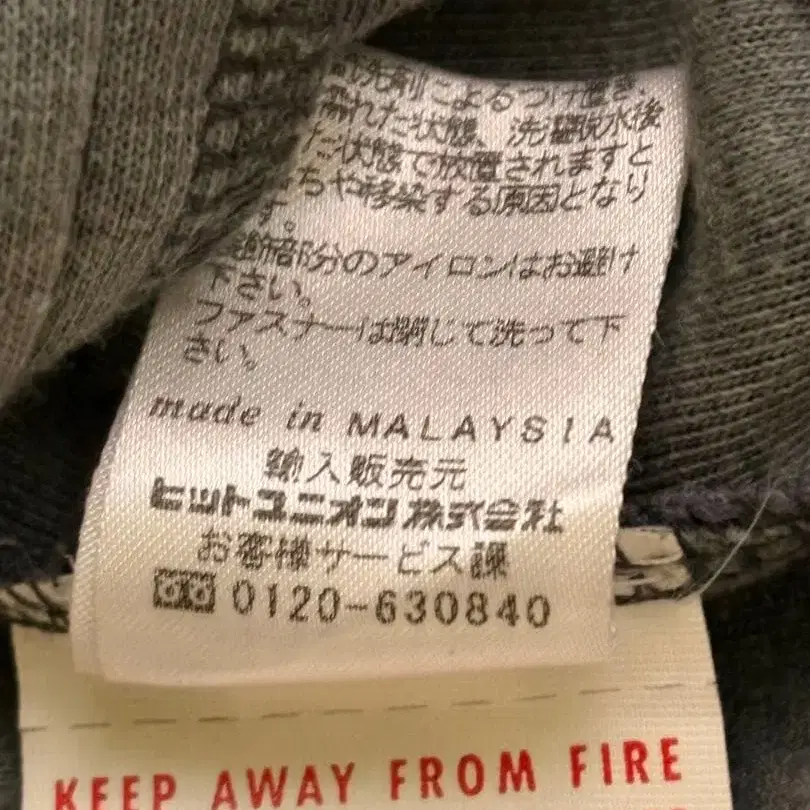 洗剤によるつけ置き、
濡れた状態、洗濯脱水後
た状態で放置されますと
ちや移染する原因となり
す。
装飾部分のアイロンはお避け
下さい。
ファスナーは閉じて洗って下
さい。
made in MALAYSIA
輸入販売元
ヒットユニオン株式会社
お客様サービス課
0120-630840
KEEP AWAY FROM FIRE